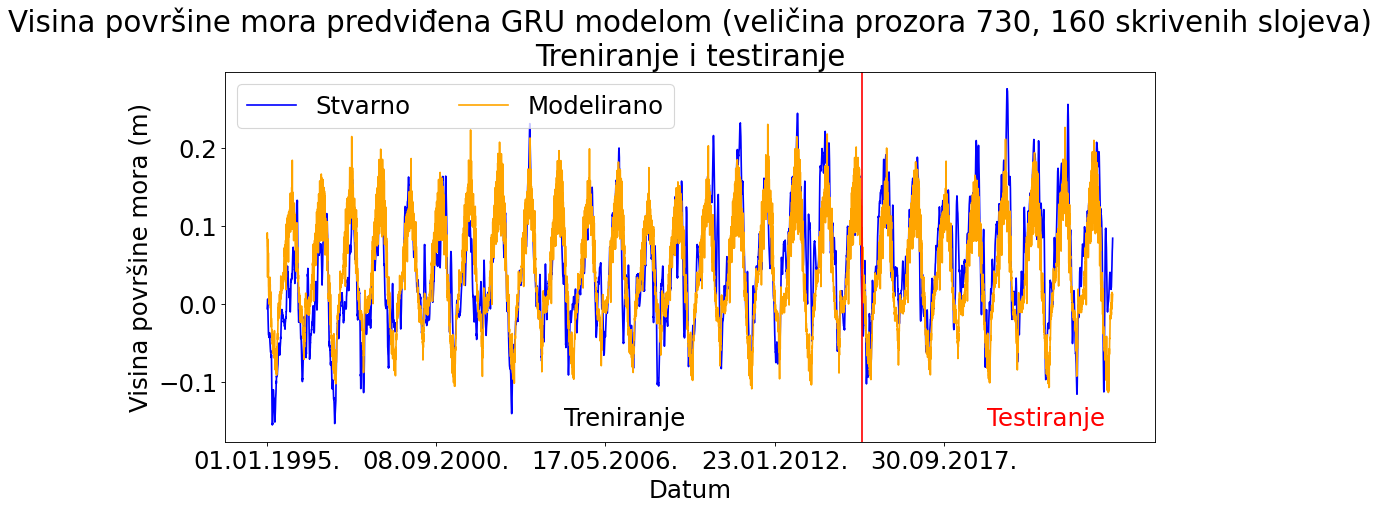 Visina površine mora predviđena GRU modelom (veličina prozora 730, 160 skrivenih slojeva)
Treniranje i testiranje
Stvarno
Modelirano
Visina površine mora (m)
0.2
0.1
0.0
−0.1
Treniranje
Testiranje
01.01.1995.
08.09.2000.
17.05.2006.
23.01.2012.
30.09.2017.
Datum